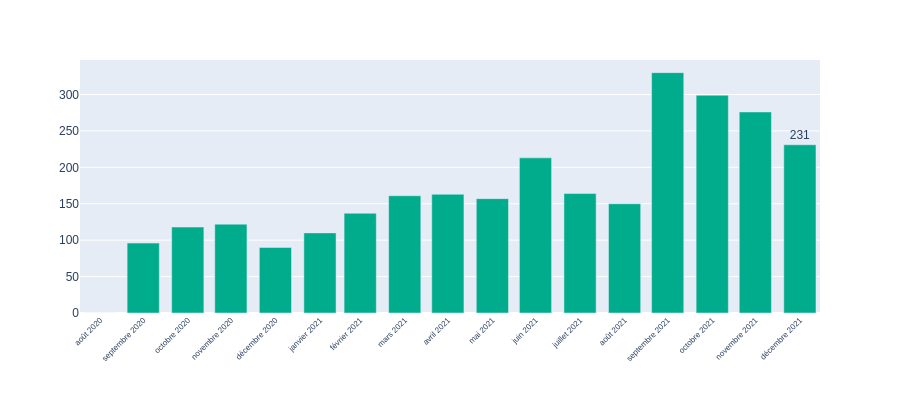 300
250
200
150
100
50
0
231
août 2020
septembre 2020
octobre 2020
novembre 2020
décembre 2020
janvier 2021
février 2021
mars 2021
avril 2021
mai 2021
juin 2021
juillet 2021
août 2021
septembre 2021
octobre 2021
novembre 2021
décembre 2021